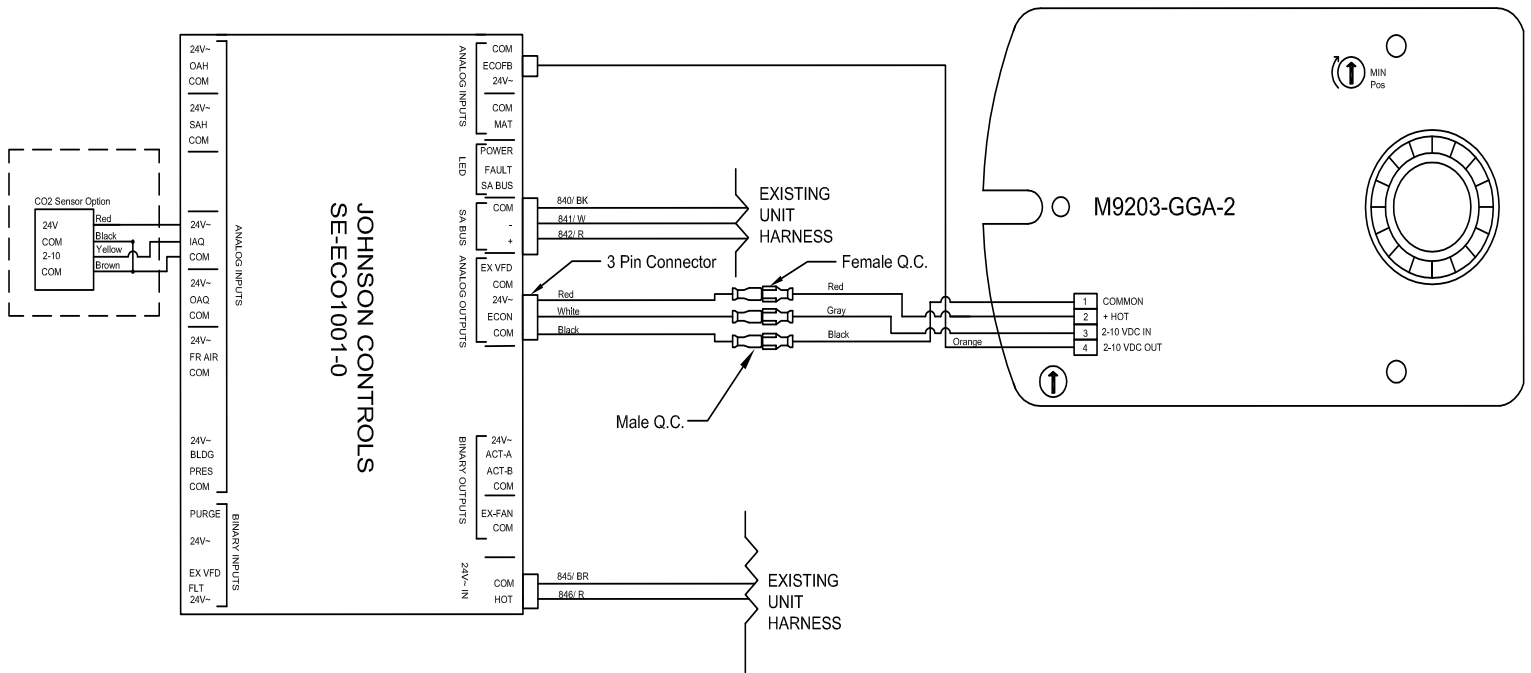 CO2 Sensor Option
24V
COM
2-10
COM
Red
Black
Yellow
Brown
24V~
OAH
COM
24V~
SAH
COM
24V~
IAQ
COM
24V~
OAQ
COM
24V~
FR AIR
COM
24V~
BLDG
PRES
COM
ANALOG INPUTS
PURGE
24V~
EX VFD
FLT
24V~
BINARY INPUTS
JOHNSON CONTROLS
SE-ECO1001-0
ANALOG INPUTS
COM
ECOFB
24V~
COM
MAT
LED
POWER
FAULT
SA BUS
SA BUS
COM
-
+
ANALOG OUTPUTS
EX VFD
COM
24V~
ECON
COM
BINARY OUTPUTS
24V~
ACT-A
ACT-B
COM
EX-FAN
COM
24V~ IN
COM
HOT
840/ BK
841/ W
842/ R
EXISTING
UNIT
HARNESS
3 Pin Connector
Female Q.C.
Red
White
Black
Red
Gray
Black
Orange
Male Q.C.
845/ BR
846/ R
EXISTING
UNIT
HARNESS
MIN
Pos
M9203-GGA-2
1 COMMON
2 + HOT
3 2-10 VDC IN
4 2-10 VDC OUT